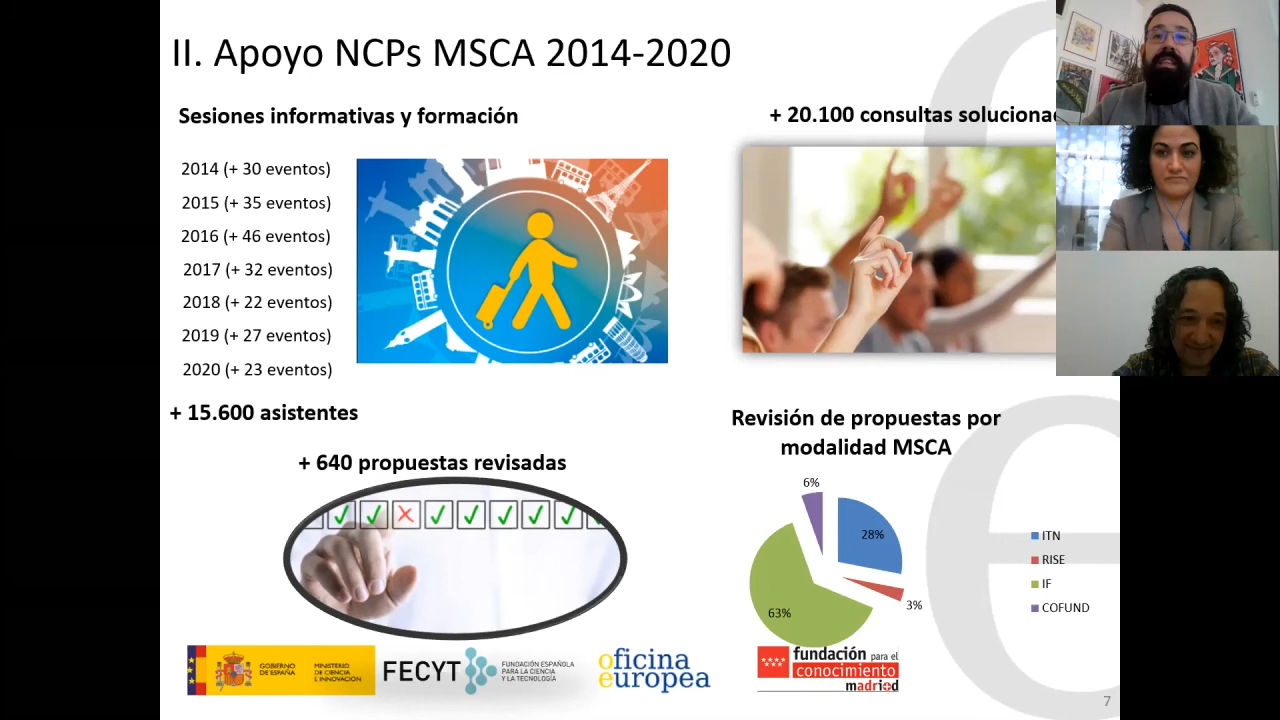 II. Apoyo NCPs MSCA 2014-2020
Sesiones informativas y formación
2014 (+ 30 eventos)
2015 (+ 35 eventos)
2016 (+ 46 eventos)
2017 (+ 32 eventos)
2018 (+ 22 eventos)
2019 (+ 27 eventos)
2020 (+ 23 eventos)
+ 15.600 asistentes
+ 20.100 consultas soluciona
+ 640 propuestas revisadas
Revisión de propuestas por
modalidad MSCA
6%
28%
3%
63%
ITN
RISE
IF
COFUND
GOBIERNO
DE ESPAÑA
MINISTERIO
DE CIENCIA
E INNOVACIÓN
FECYT
FUNDACIÓN ESPAÑOLA
PARA LA CIENCIA
Y LA TECNOLOGÍA
oficina
europea
fundación para el
conocimiento
madri+d
7